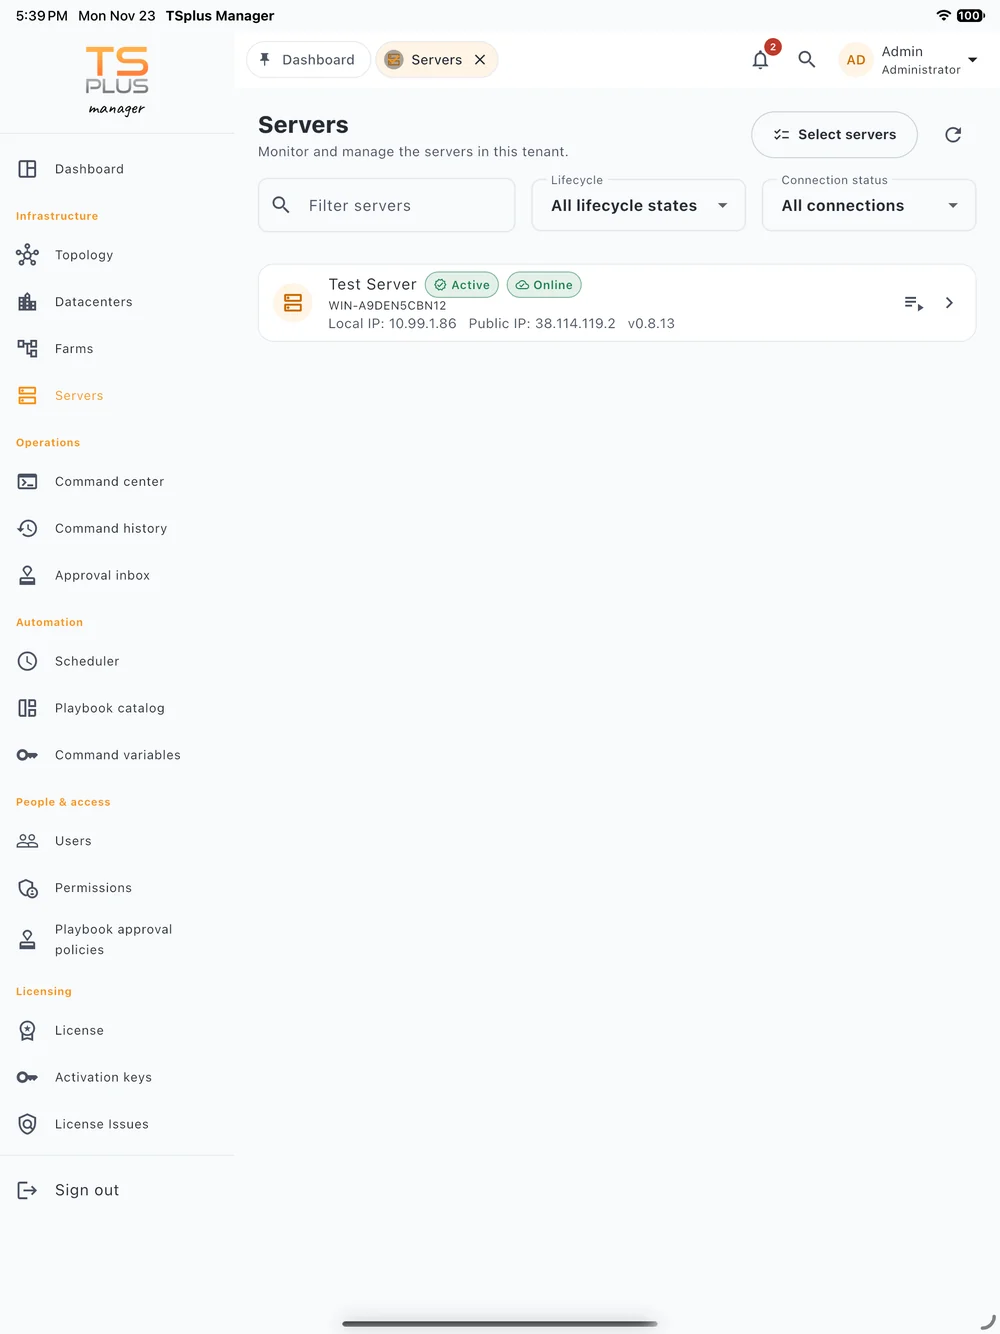 5:39 PM Mon Nov 23 TSplus Manager
100
TS
PLUS
manager
Dashboard
Servers
2
AD
Admin
Administrator
Servers
Monitor and manage the servers in this tenant.
Select servers
Filter servers
Lifecycle
All lifecycle states
Connection status
All connections
Test Server
Active
Online
WIN-A9DEN5CBN12
Local IP: 10.99.1.86 Public IP: 38.114.119.2 v0.8.13
Dashboard
Infrastructure
Topology
Datacenters
Farms
Servers
Operations
Command center
Command history
Approval inbox
Automation
Scheduler
Playbook catalog
Command variables
People & access
Users
Permissions
Playbook approval
policies
Licensing
License
Activation keys
License Issues
Sign out